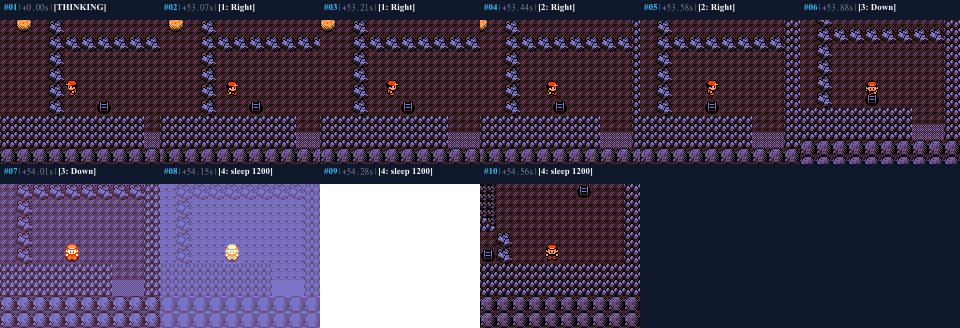 #01 | +0.00s | [THINKING]
#02 | +53.07s | [1: Right]
#03 | +53.21s | [1: Right]
#04 | +53.44s | [2: Right]
#05 | +53.58s | [2: Right]
#06 | +53.88s | [3: Down]
#07 | +54.01s | [3: Down]
#08 | +54.15s | [4: sleep 1200]
#09 | +54.28s | [4: sleep 1200]
#10 | +54.56s | [4: sleep 1200]